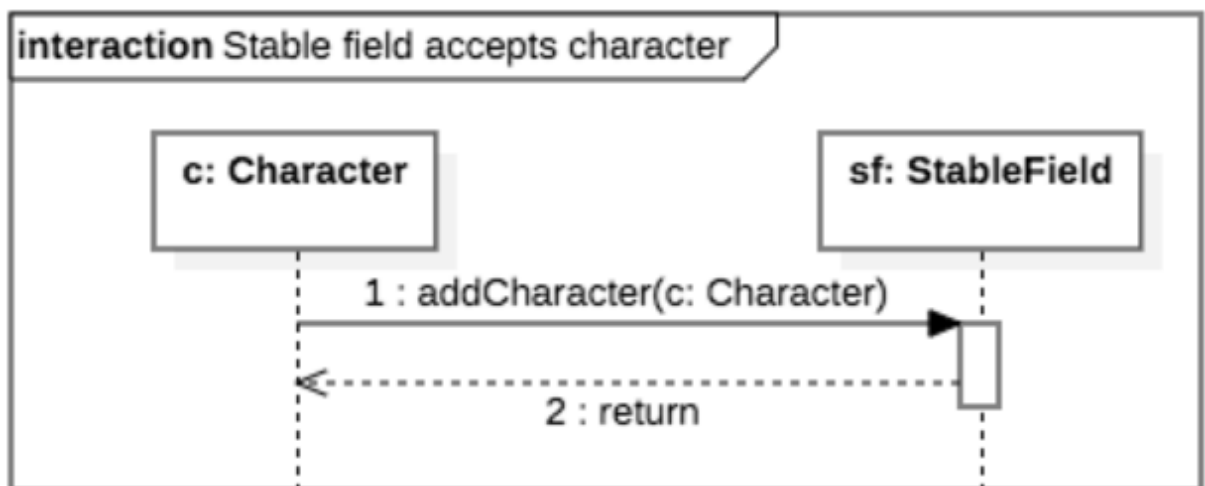 interaction Stable field accepts character
c: Character
sf: StableField
1 : addCharacter(c: Character)
2 : return